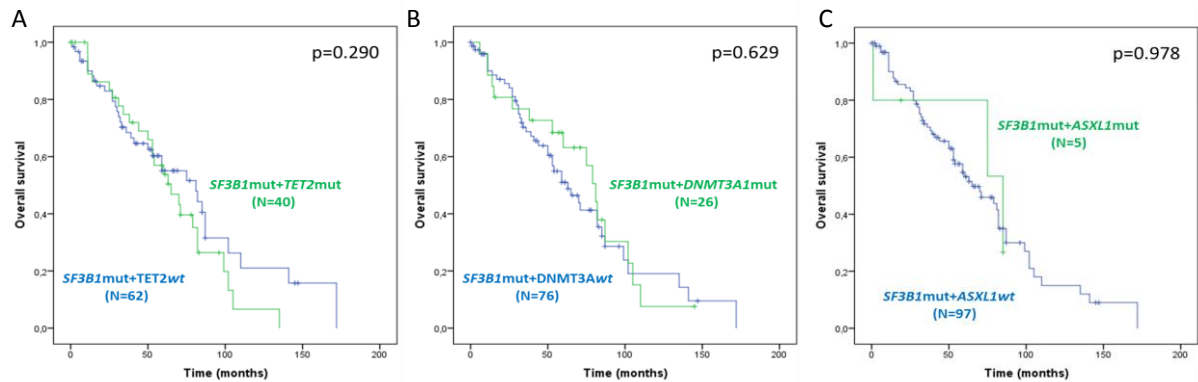 A
p=0.290
1,0
0,8
0,6
0,4
0,2
0,0
Overall survival
SF3B1mut+TET2mut
(N=40)
SF3B1mut+TET2wt
(N=62)
0 50 100 150 200
Time (months)
B
p=0.629
1,0
0,8
0,6
0,4
0,2
0,0
Overall survival
SF3B1mut+DNMT3A1mut
(N=26)
SF3B1mut+DNMT3Awt
(N=76)
0 50 100 150 200
Time (months)
C
p=0.978
1,0
0,8
0,6
0,4
0,2
0,0
Overall survival
SF3B1mut+ASXL1mut
(N=5)
SF3B1mut+ASXL1wt
(N=97)
0 50 100 150 200
Time (months)